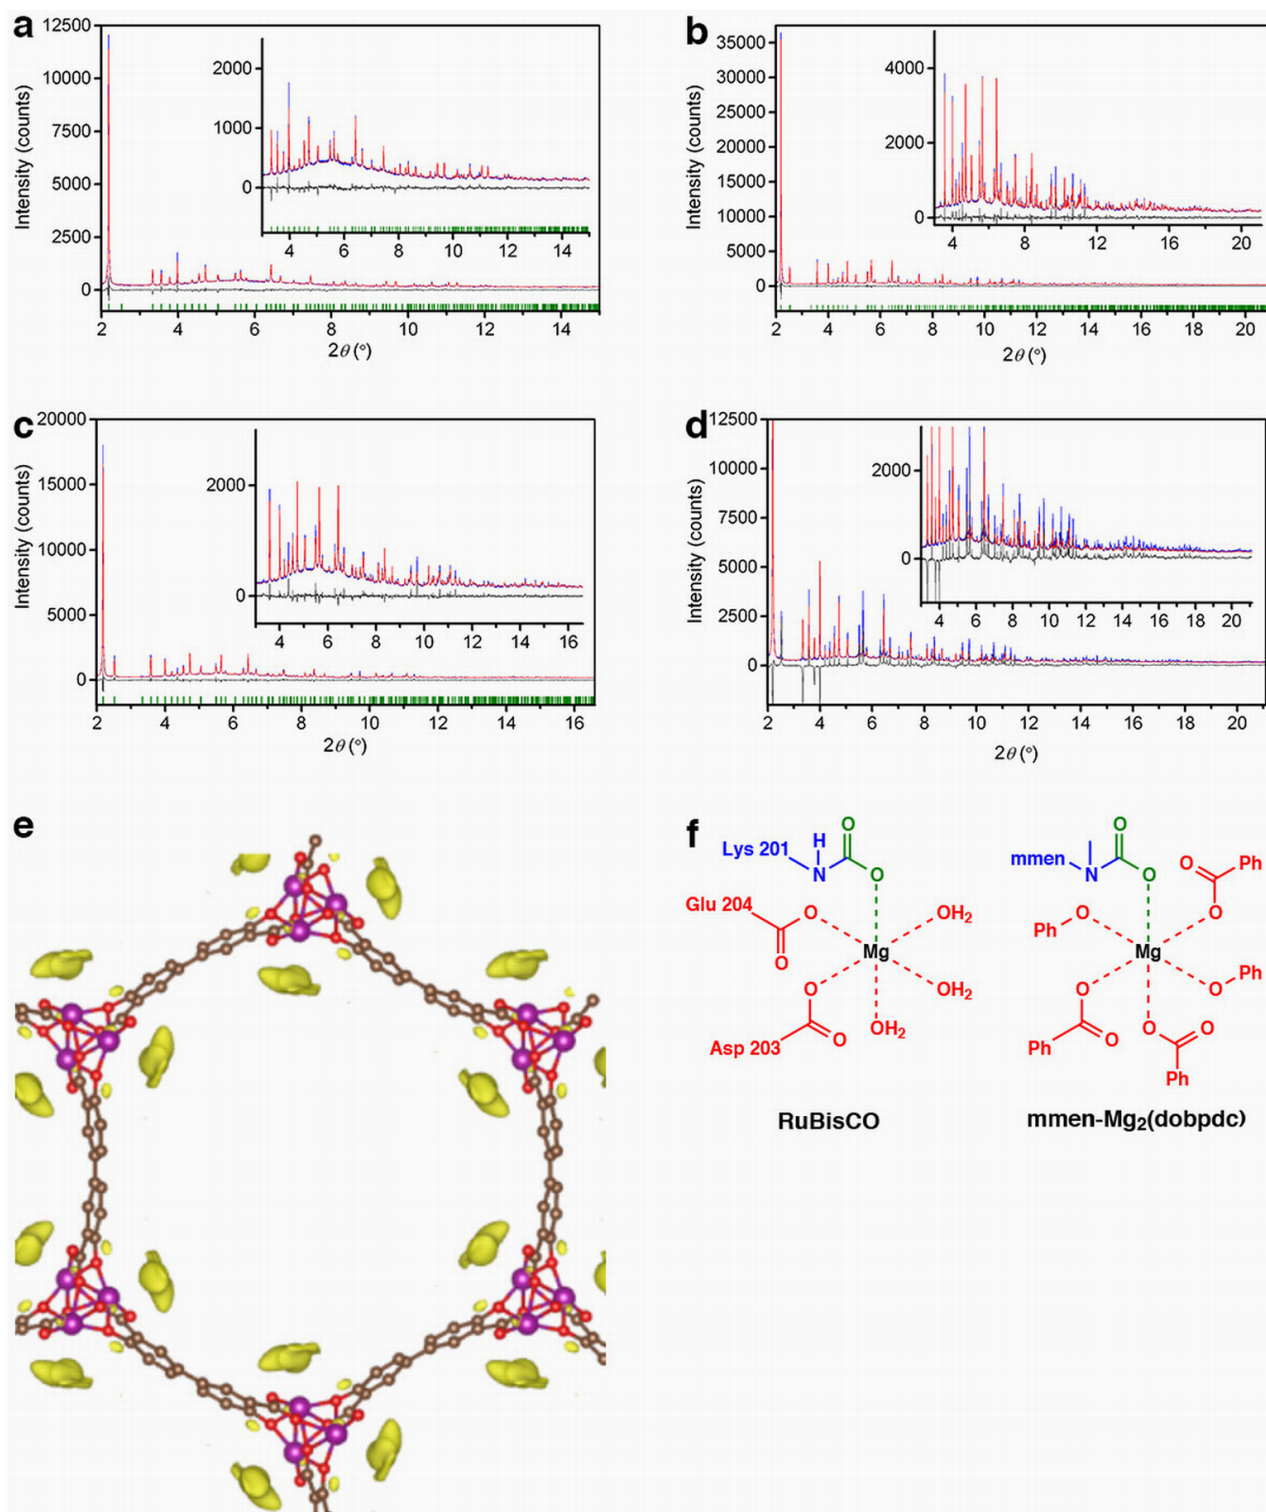 a
12500
10000
7500
5000
2500
0
Intensity (counts)
2000
1000
0
4 6 8 10 12 14
2 4 6 8 10 12 14
2θ (°)
b
35000
30000
25000
20000
15000
10000
5000
0
Intensity (counts)
4000
2000
0
4 8 12 16 20
2 4 6 8 10 12 14 16 18 20
2θ (°)
c
20000
15000
10000
5000
0
Intensity (counts)
2000
0
4 6 8 10 12 14 16
2 4 6 8 10 12 14 16
2θ (°)
d
12500
10000
7500
5000
2500
0
Intensity (counts)
2000
0
4 6 8 10 12 14 16 18 20
2 4 6 8 10 12 14 16 18 20
2θ (°)
e
f
O
H
Lys 201
N
O
Glu 204
O
OH2
O
Mg
O
OH2
Asp 203
O
OH2
RuBisCO
O
mmen
N
O
O
Ph
O
O
Ph
Mg
O
O
Ph
Ph
O
O
O
Ph
mmen-Mg2(dobpdc)